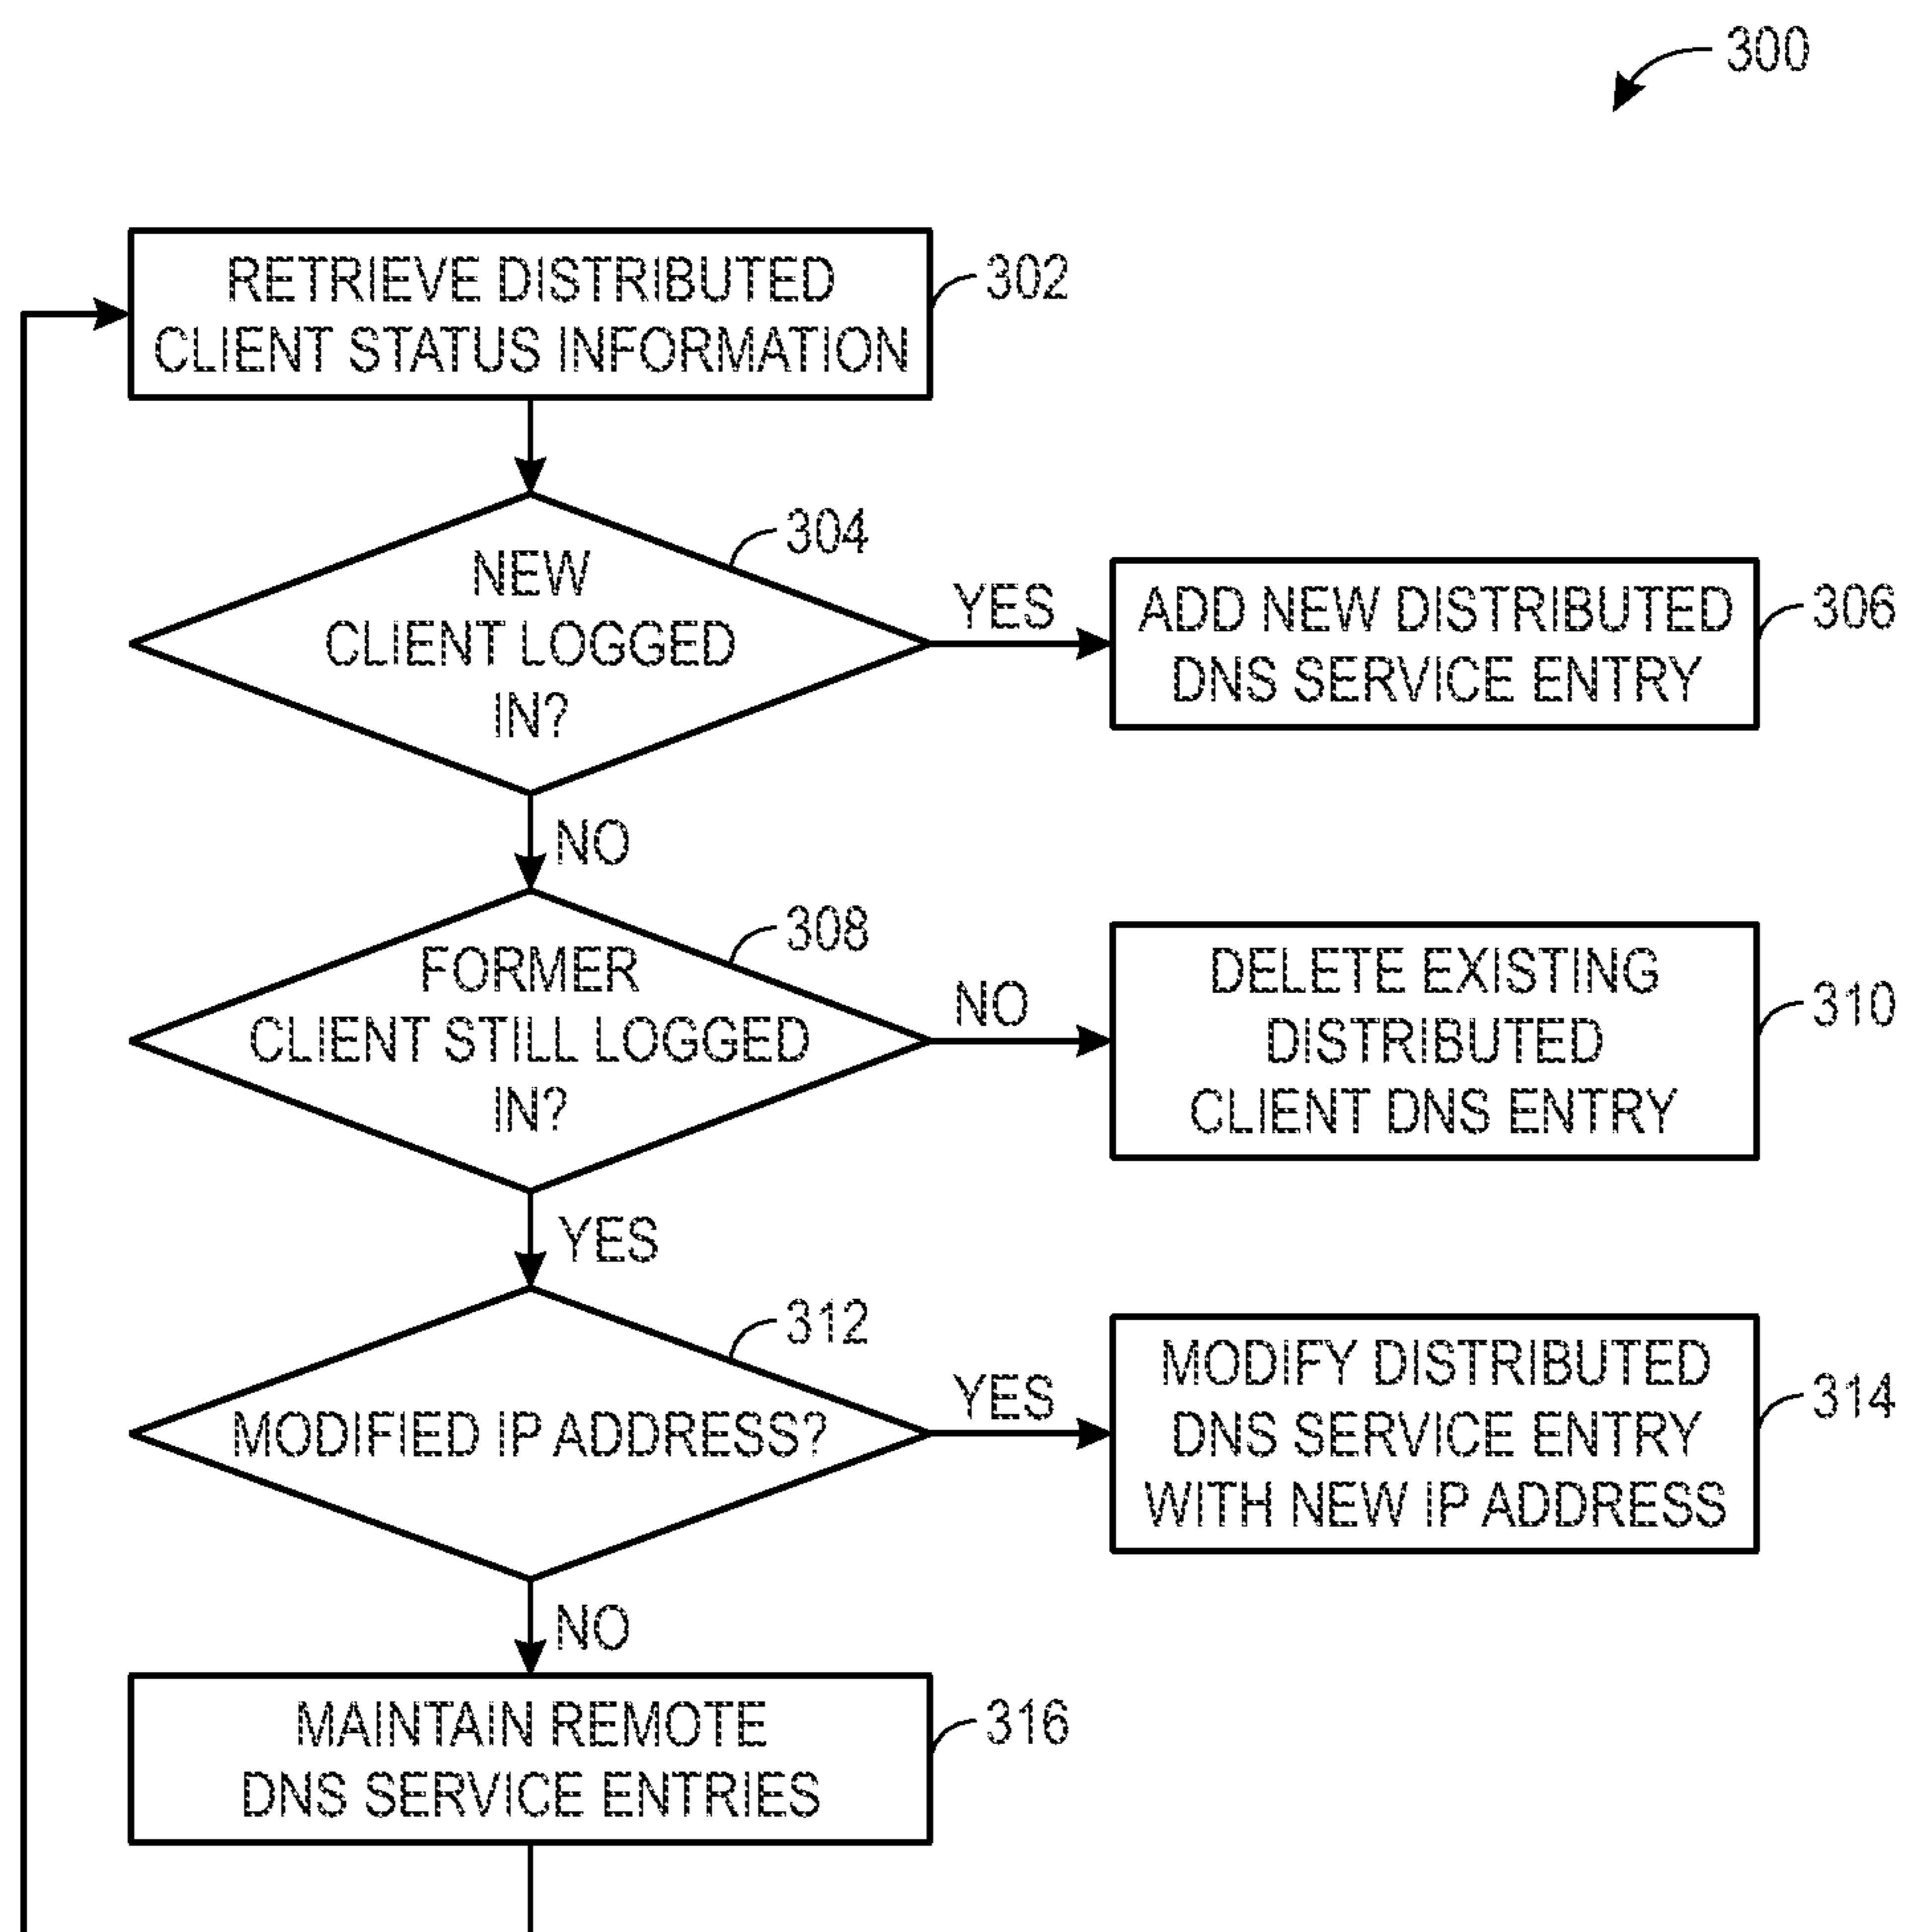 300
RETRIEVE DISTRIBUTED
CLIENT STATUS INFORMATION
302
NEW
CLIENT LOGGED
IN?
304
YES
ADD NEW DISTRIBUTED
DNS SERVICE ENTRY
306
NO
FORMER
CLIENT STILL LOGGED
IN?
308
NO
DELETE EXISTING
DISTRIBUTED
CLIENT DNS ENTRY
310
YES
MODIFIED IP ADDRESS?
312
YES
MODIFY DISTRIBUTED
DNS SERVICE ENTRY
WITH NEW IP ADDRESS
314
NO
MAINTAIN REMOTE
DNS SERVICE ENTRIES
316